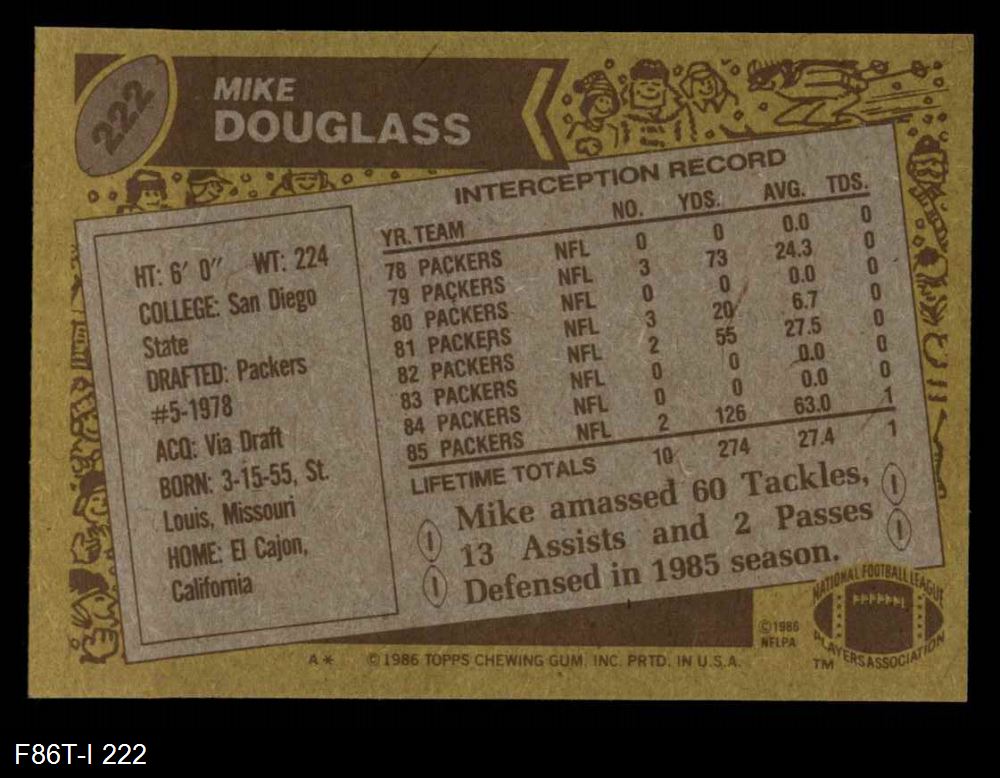 222
MIKE
DOUGLASS
HT: 6' 0" WT: 224
COLLEGE: San Diego
State
DRAFTED: Packers
#5-1978
ACQ: Via Draft
BORN: 3-15-55, St.
Louis, Missouri
HOME: El Cajon,
California
INTERCEPTION RECORD
YR. TEAM NO. YDS. AVG. TDS.
78 PACKERS NFL 0 0 0.0 0
79 PACKERS NFL 3 73 24.3 0
80 PACKERS NFL 0 0 0.0 0
81 PACKERS NFL 3 20 6.7 0
82 PACKERS NFL 2 55 27.5 0
83 PACKERS NFL 0 0 0.0 0
84 PACKERS NFL 0 0 0.0 0
85 PACKERS NFL 2 126 63.0 1
LIFETIME TOTALS 10 274 27.4 1
Mike amassed 60 Tackles,
13 Assists and 2 Passes
Defensed in 1985 season.
©1986
NFLPA
NATIONAL FOOTBALL LEAGUE
PLAYERS ASSOCIATION
TM
A* ©1986 TOPPS CHEWING GUM, INC. PRTD. IN U.S.A.
F86T-I 222